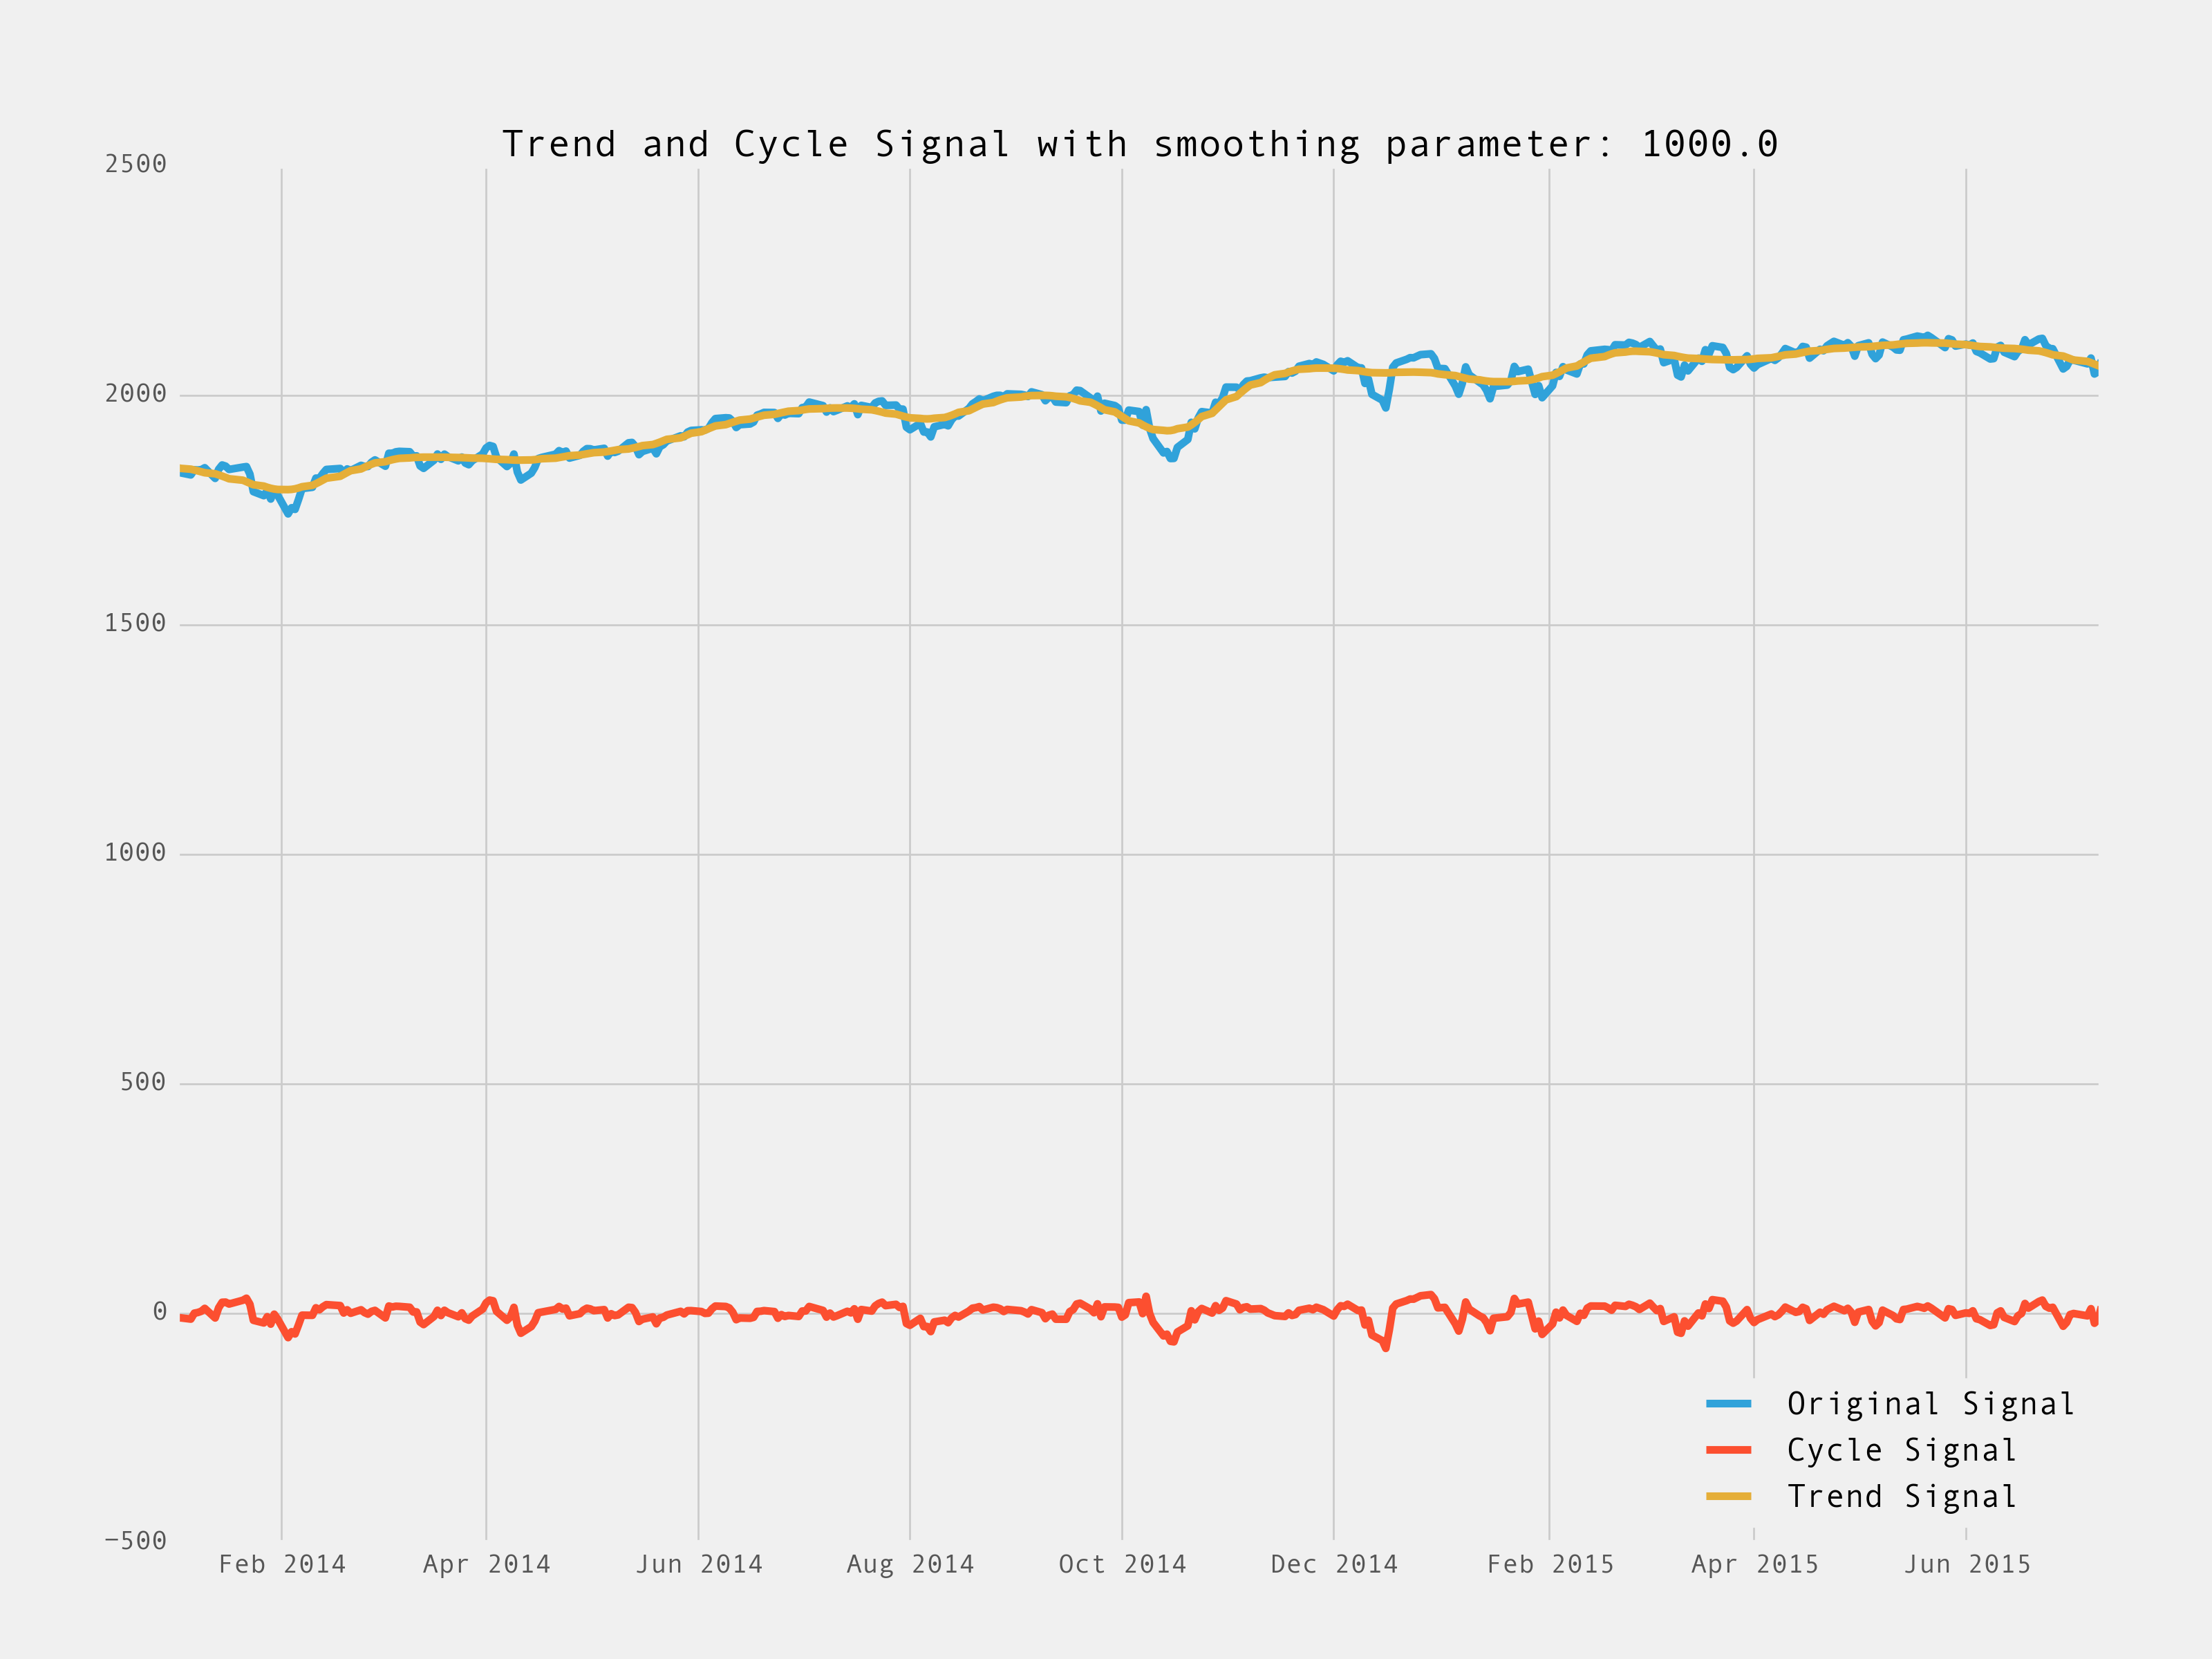 Trend and Cycle Signal with smoothing parameter: 1000.0
2500
2000
1500
1000
500
0
−500
Original Signal
Cycle Signal
Trend Signal
Feb 2014 Apr 2014 Jun 2014 Aug 2014 Oct 2014 Dec 2014 Feb 2015 Apr 2015 Jun 2015